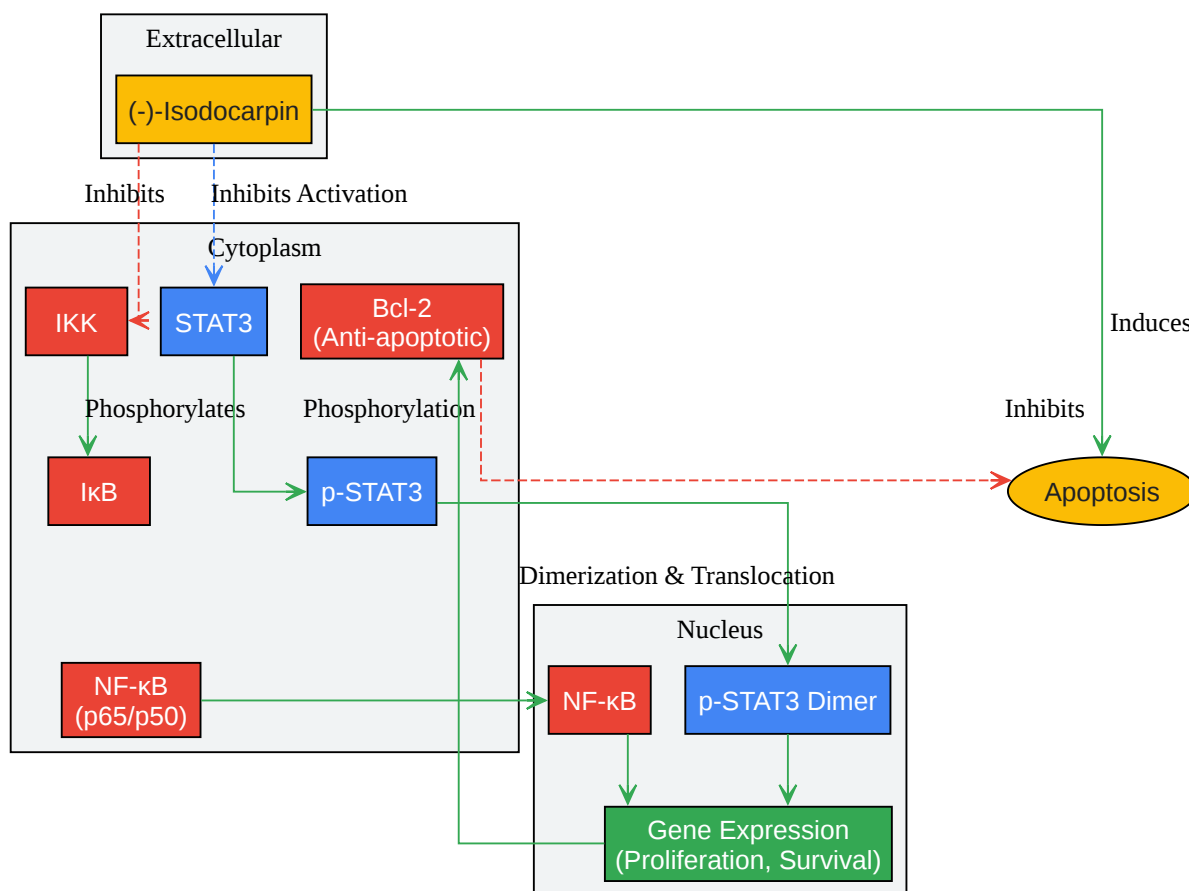 Extracellular
(-)-Isodocarpin
Inhibits
Inhibits Activation
Cytoplasm
IKK
STAT3
Bcl-2
(Anti-apoptotic)
Induces
Phosphorylates
Phosphorylation
Inhibits
IκB
p-STAT3
Apoptosis
Dimerization & Translocation
Nucleus
NF-κB
(p65/p50)
NF-κB
p-STAT3 Dimer
Gene Expression
(Proliferation, Survival)